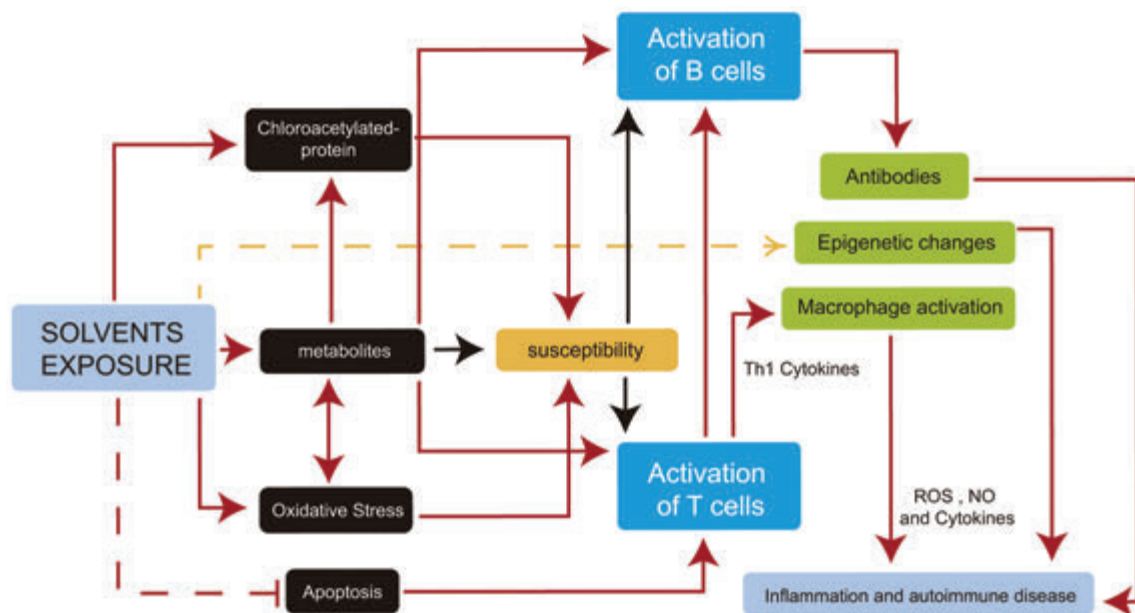 Activation
of B cells
Chloroacetylated-
protein
Antibodies
Epigenetic changes
SOLVENTS
EXPOSURE
Macrophage activation
metabolites
susceptibility
Th1 Cytokines
Activation
of T cells
Oxidative Stress
ROS , NO
and Cytokines
Apoptosis
Inflammation and autoimmune disease